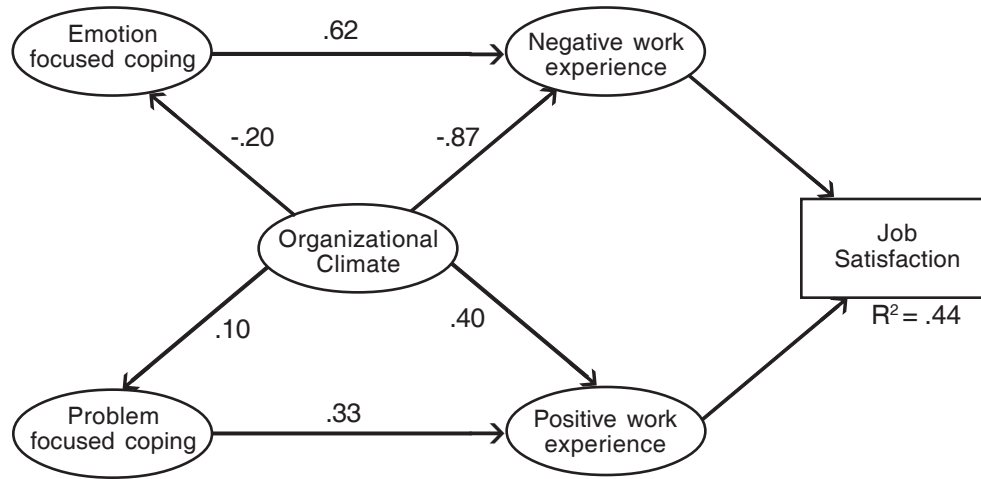 Emotion
focused coping
.62
Negative work
experience
-.20
-.87
Organizational
Climate
Job
Satisfaction
R² = .44
.10
.40
Problem
focused coping
.33
Positive work
experience